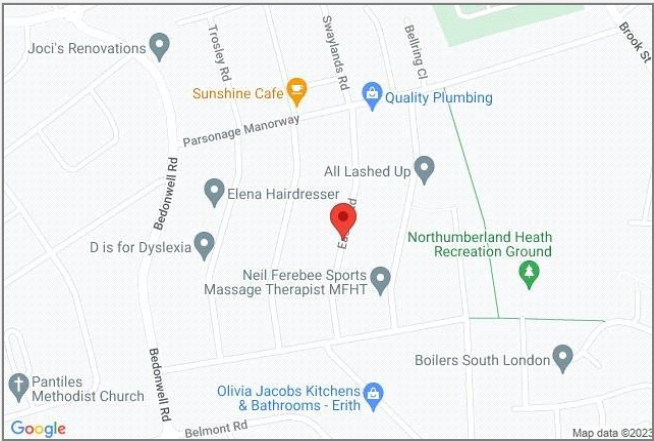 Joci's Renovations
Trosley Rd
Swaylands Rd
Bellring Cl
Brook St
Sunshine Cafe
Quality Plumbing
Parsonage Manorway
All Lashed Up
Bedonwell Rd
Elena Hairdresser
D is for Dyslexia
Northumberland Heath
Recreation Ground
Neil Ferebee Sports
Massage Therapist MFHT
Boilers South London
Bedonwell Rd
Pantiles
Methodist Church
Olivia Jacobs Kitchens
& Bathrooms - Erith
Belmont Rd
Google
Map data ©2023